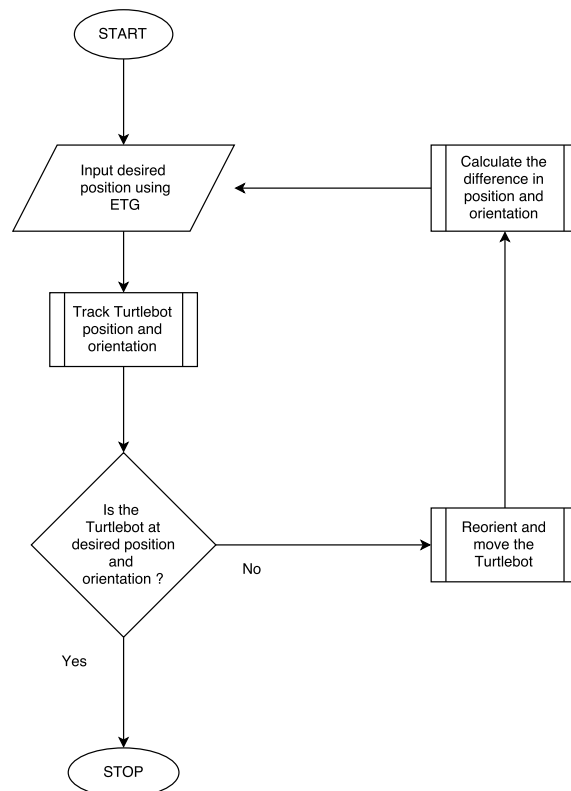 START
Input desired
position using
ETG
Calculate the
difference in
position and
orientation
Track Turtlebot
position and
orientation
Is the
Turtlebot at
desired position
and
orientation ?
No
Reorient and
move the
Turtlebot
Yes
STOP